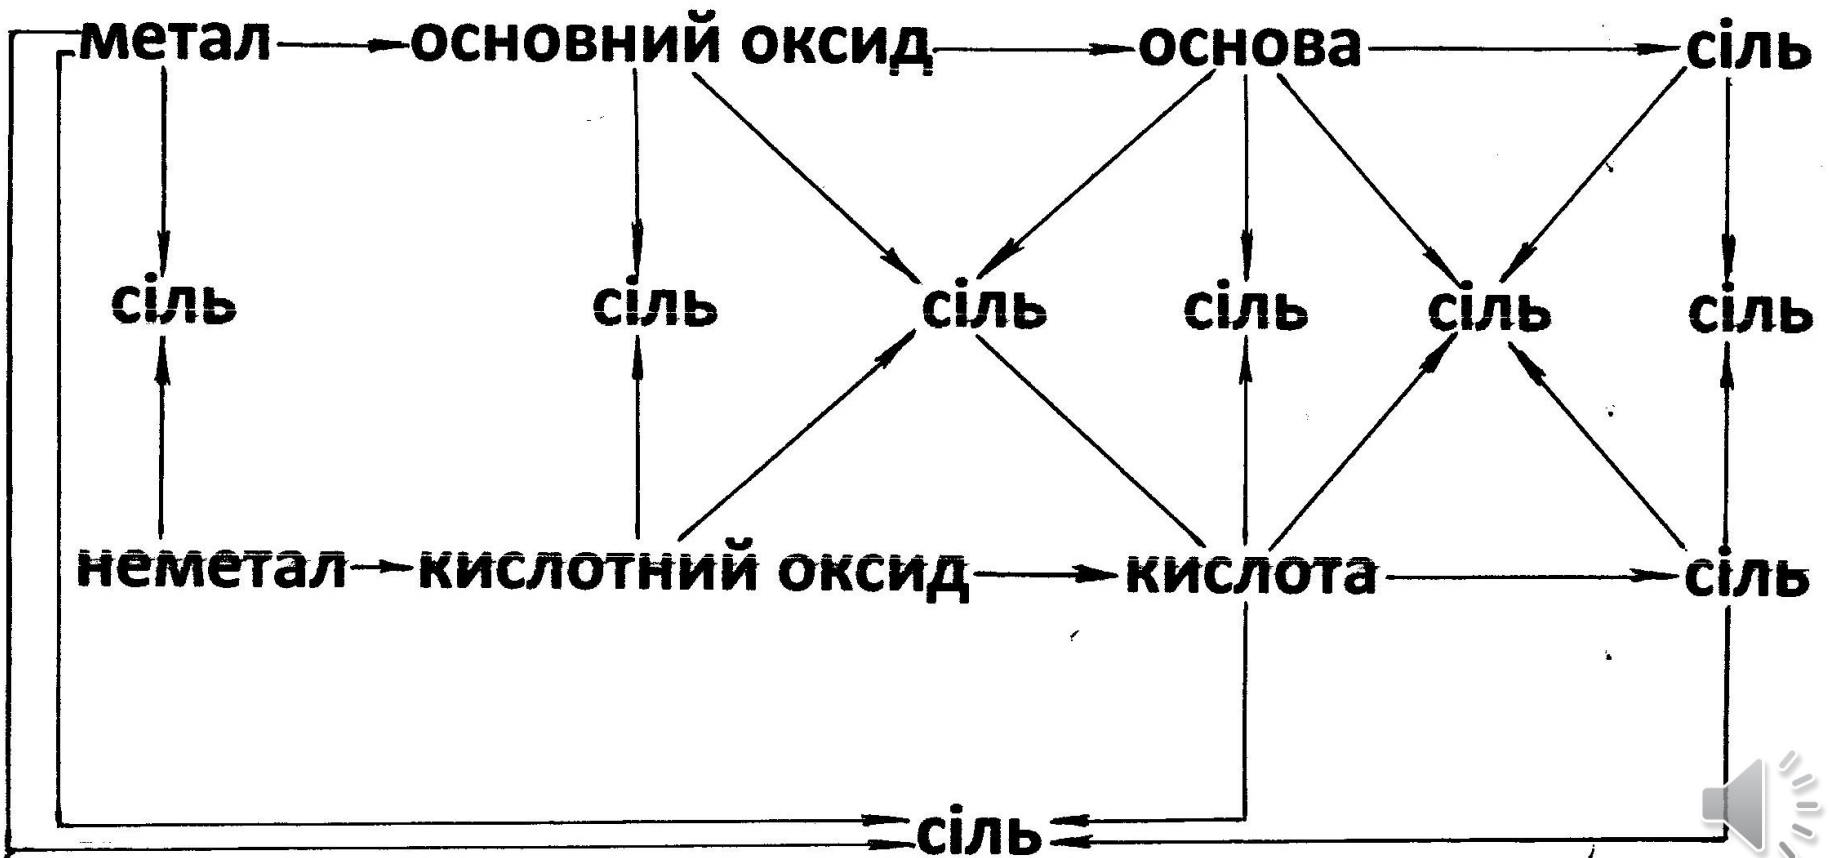 метал основний оксид основа сіль
сіль сіль сіль сіль сіль сіль
неметал кислотний оксид кислота сіль
сіль